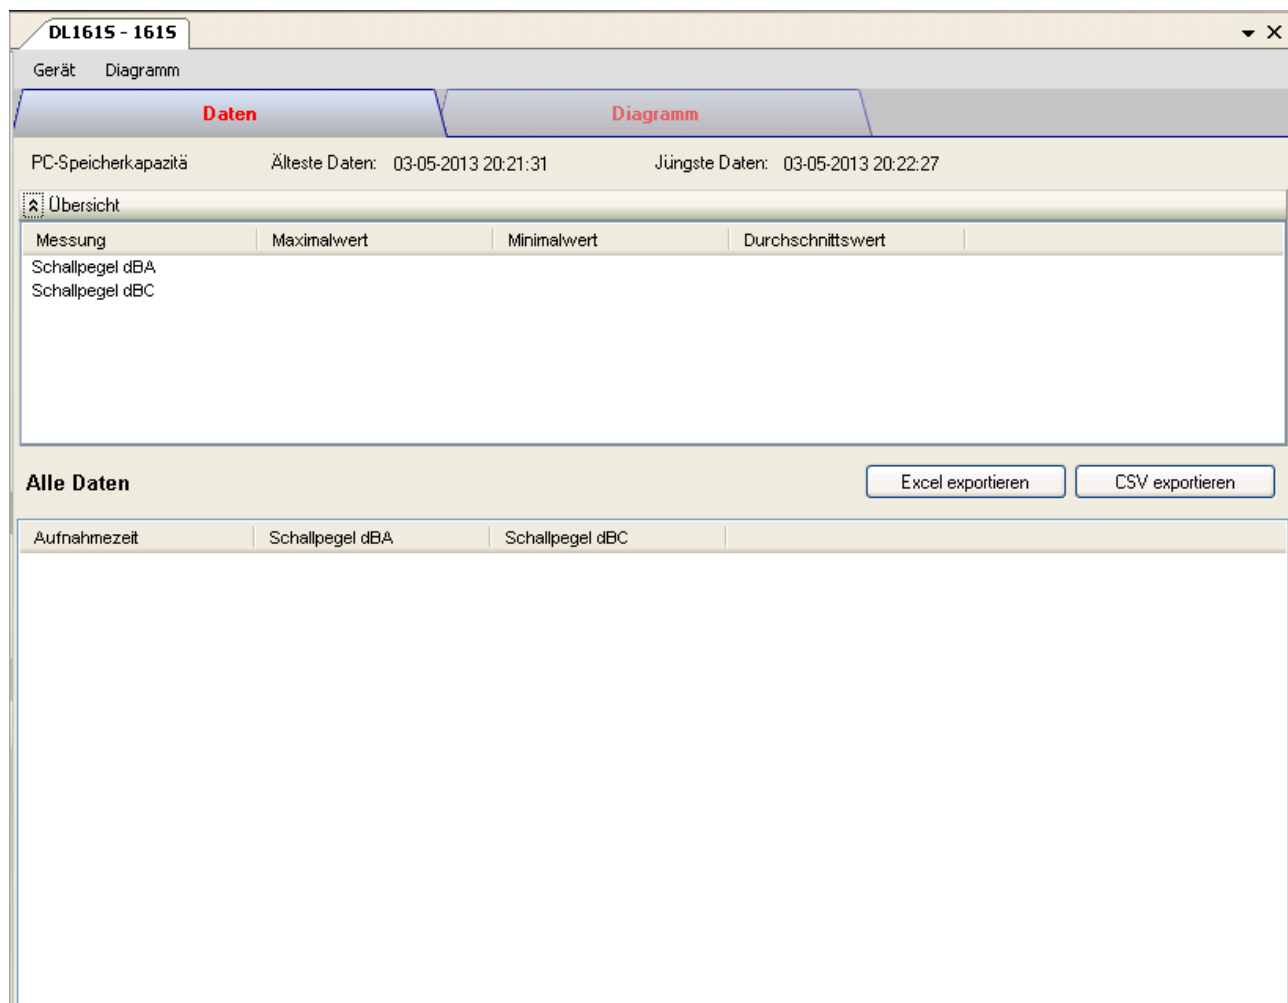 DL161S - 161S
Gerät Diagramm
Daten Diagramm
PC-Speicherkapazitä Älteste Daten: 03-05-2013 20:21:31 Jüngste Daten: 03-05-2013 20:22:27
Übersicht
Messung Maximalwert Minimalwert Durchschnittswert
Schallpegel dBA
Schallpegel dBC
Alle Daten Excel exportieren CSV exportieren
Aufnahmezeit Schallpegel dBA Schallpegel dBC